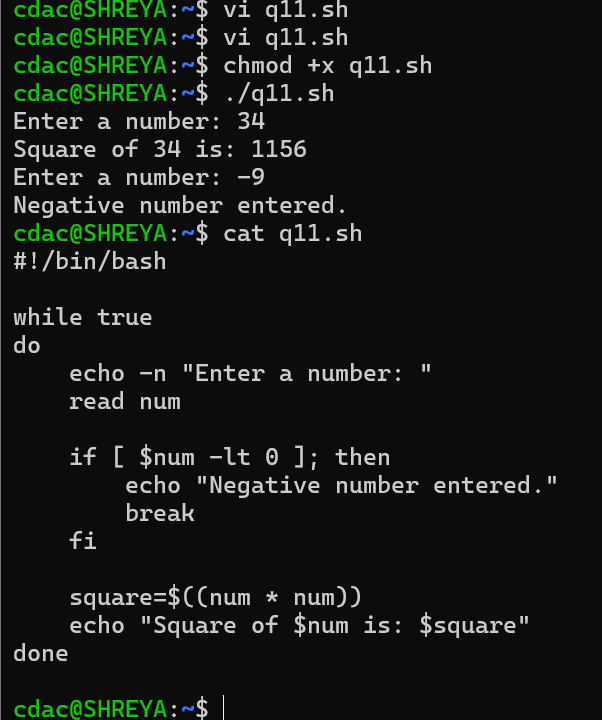 cdac@SHREYA:~$ vi q11.sh
cdac@SHREYA:~$ vi q11.sh
cdac@SHREYA:~$ chmod +x q11.sh
cdac@SHREYA:~$ ./q11.sh
Enter a number: 34
Square of 34 is: 1156
Enter a number: -9
Negative number entered.
cdac@SHREYA:~$ cat q11.sh
#!/bin/bash

while true
do
    echo -n "Enter a number: "
    read num

    if [ $num -lt 0 ]; then
        echo "Negative number entered."
        break
    fi

    square=$((num * num))
    echo "Square of $num is: $square"
done

cdac@SHREYA:~$